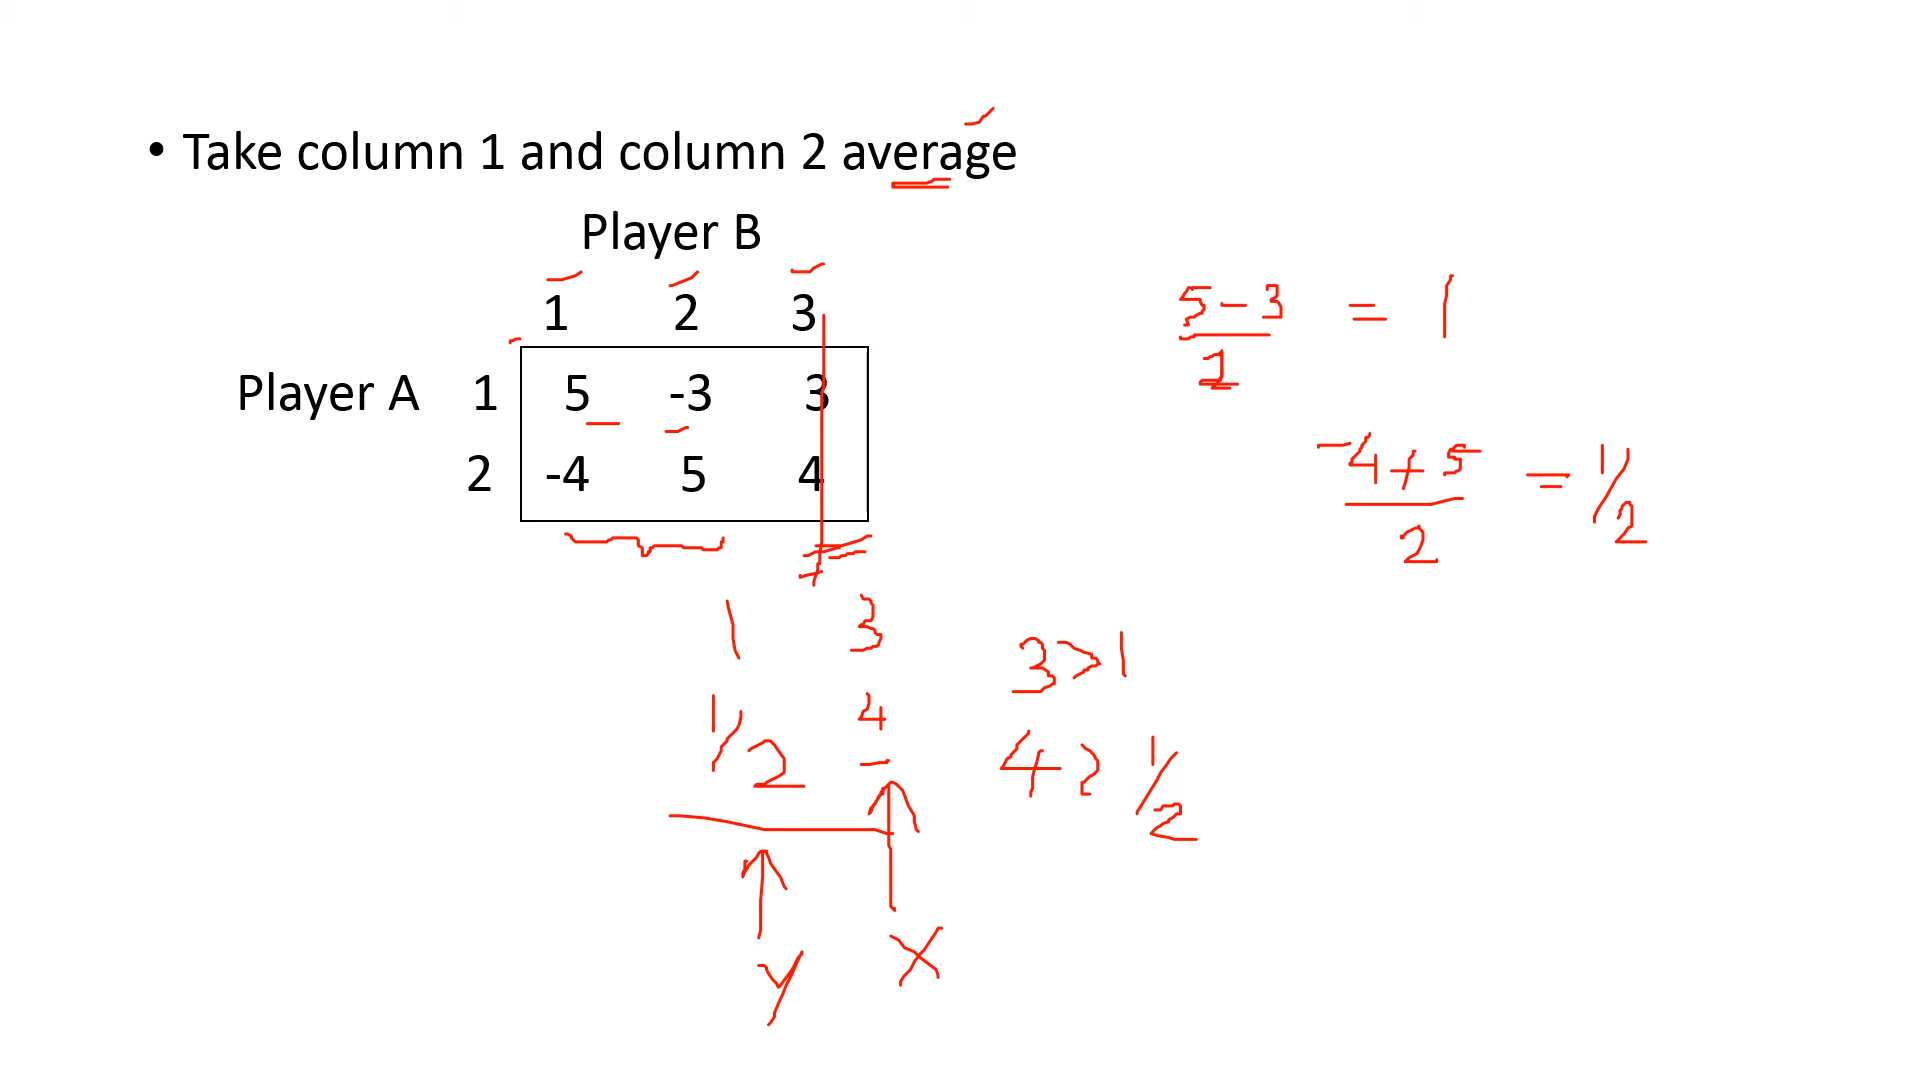 • Take column 1 and column 2 average
Player B
1 2 3
Player A 1 5 -3 3
2 -4 5 4
5 - 3 / 2 = 1
-4 + 5 / 2 = 1/2
1 3
1/2 4
3 > 1
4 > 1/2
y x